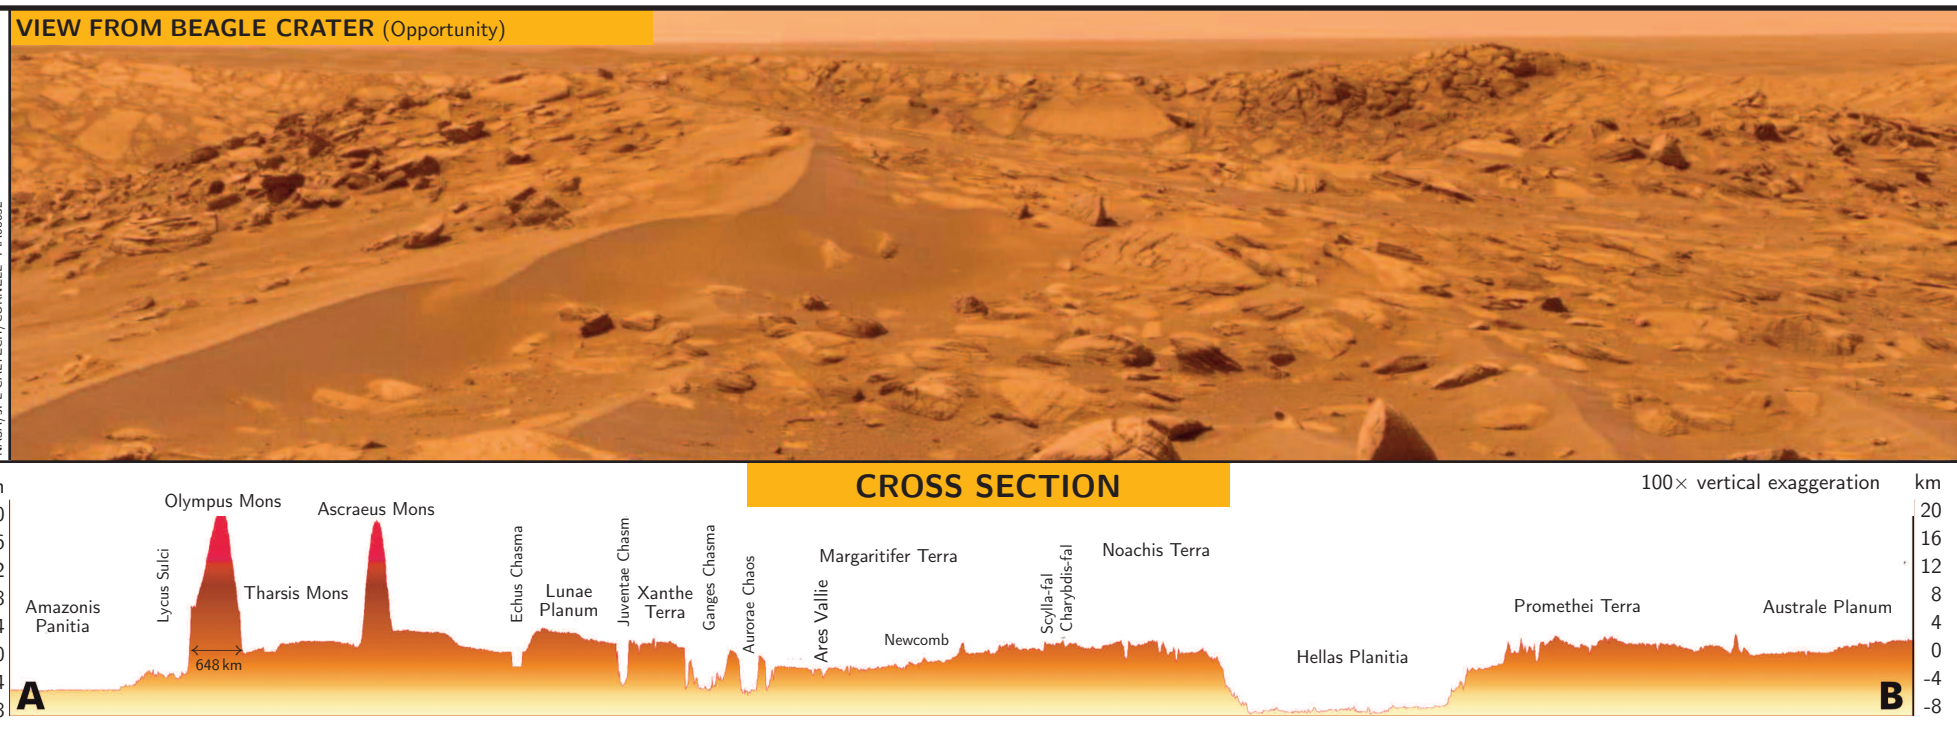 VIEW FROM BEAGLE CRATER (Opportunity)
CROSS SECTION
100× vertical exaggeration
km
Olympus Mons
Ascraeus Mons
Lycus Sulci
Tharsis Mons
Amazonis
Panitia
648 km
Echus Chasma
Lunae
Planum
Juventae Chasm
Xanthe
Terra
Ganges Chasma
Aurorae Chaos
Margaritifer Terra
Ares Vallie
Newcomb
Scylla-fal
Charybdis-fal
Noachis Terra
Hellas Planitia
Promethei Terra
Australe Planum
20
16
12
8
4
0
-4
-8
A
B